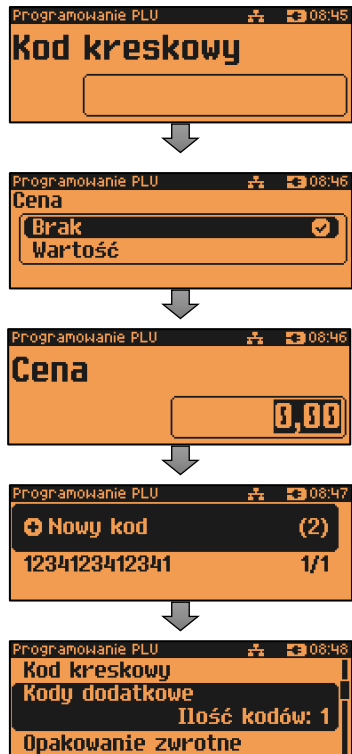 Programowanie PLU 08:45
Kod kreskowy
Programowanie PLU 08:46
Cena
Brak
Wartość
Programowanie PLU 08:46
Cena
0,00
Programowanie PLU 08:47
Nowy kod (2)
1234123412341 1/1
Programowanie PLU 08:48
Kod kreskowy
Kody dodatkowe
Ilość kodów: 1
Opakowanie zwrotne